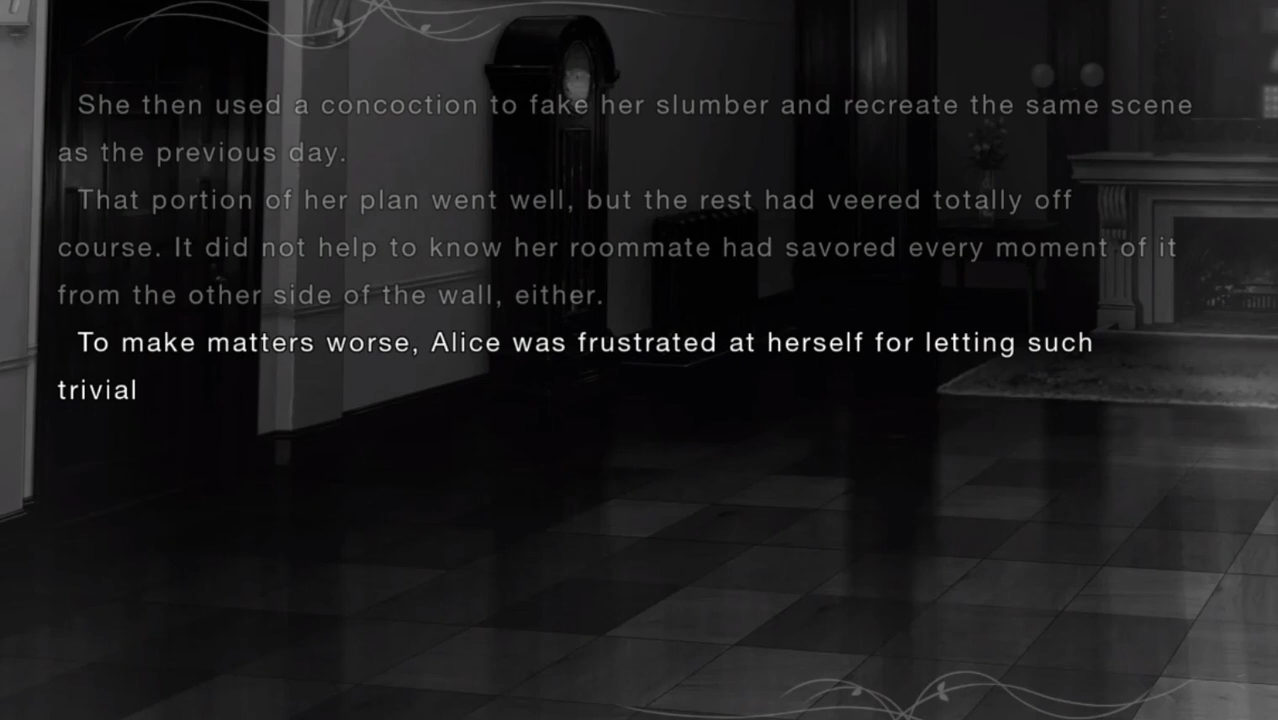 She then used a concoction to fake her slumber and recreate the same scene
as the previous day.
That portion of her plan went well, but the rest had veered totally off
course. It did not help to know her roommate had savored every moment of it
from the other side of the wall, either.
To make matters worse, Alice was frustrated at herself for letting such
trivial